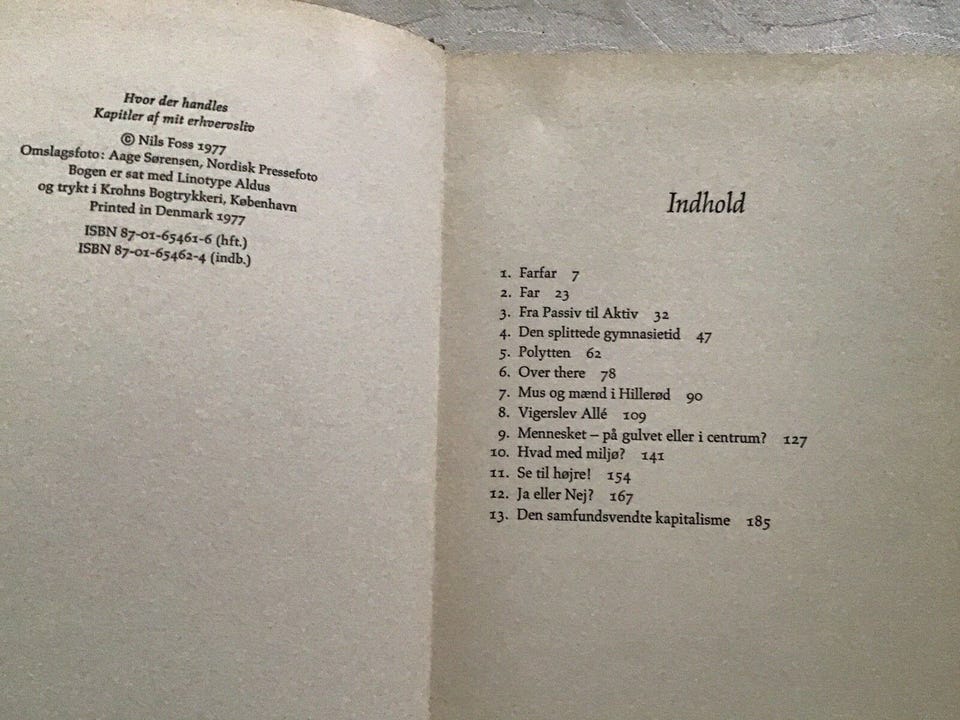 Hvor der handles
Kapitler af mit erhvervsliv
© Nils Foss 1977
Omslagsfoto: Aage Sørensen, Nordisk Pressefoto
Bogen er sat med Linotype Aldus
og trykt i Krohns Bogtrykkeri, København
Printed in Denmark 1977
ISBN 87-01-65461-6 (hft.)
ISBN 87-01-65462-4 (indb.)
Indhold
1. Farfar 7
2. Far 23
3. Fra Passiv til Aktiv 32
4. Den splittede gymnasietid 47
5. Polytten 62
6. Over there 78
7. Mus og mænd i Hillerød 90
8. Vigerslev Allé 109
9. Mennesket – på gulvet eller i centrum? 127
10. Hvad med miljø? 141
11. Se til højre! 154
12. Ja eller Nej? 167
13. Den samfundsvendte kapitalisme 185